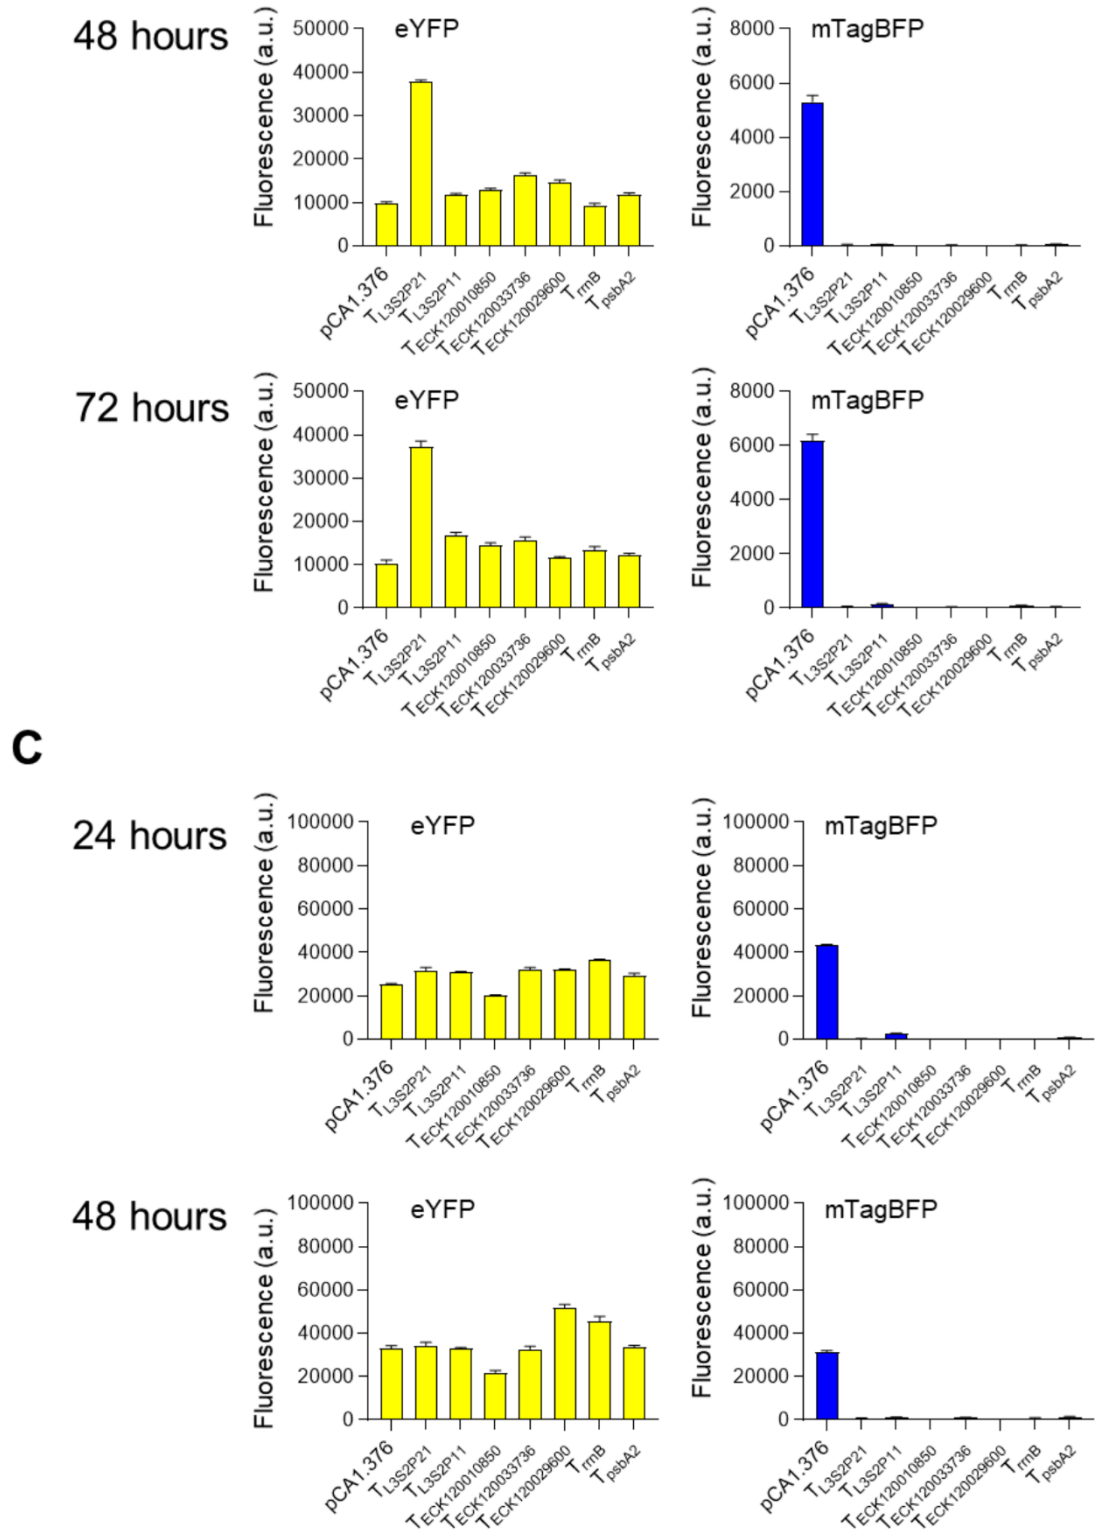 48 hours
eYFP
Fluorescence (a.u.)
50000
40000
30000
20000
10000
0
pCA1.376
TL3S2P21
TL3S2P11
TECK120010850
TECK120033736
TECK120029600
TrrnB
TpsbA2
mTagBFP
Fluorescence (a.u.)
8000
6000
4000
2000
0
pCA1.376
TL3S2P21
TL3S2P11
TECK120010850
TECK120033736
TECK120029600
TrrnB
TpsbA2
72 hours
eYFP
Fluorescence (a.u.)
50000
40000
30000
20000
10000
0
pCA1.376
TL3S2P21
TL3S2P11
TECK120010850
TECK120033736
TECK120029600
TrrnB
TpsbA2
mTagBFP
Fluorescence (a.u.)
8000
6000
4000
2000
0
pCA1.376
TL3S2P21
TL3S2P11
TECK120010850
TECK120033736
TECK120029600
TrrnB
TpsbA2
C
24 hours
eYFP
Fluorescence (a.u.)
100000
80000
60000
40000
20000
0
pCA1.376
TL3S2P21
TL3S2P11
TECK120010850
TECK120033736
TECK120029600
TrrnB
TpsbA2
mTagBFP
Fluorescence (a.u.)
100000
80000
60000
40000
20000
0
pCA1.376
TL3S2P21
TL3S2P11
TECK120010850
TECK120033736
TECK120029600
TrrnB
TpsbA2
48 hours
eYFP
Fluorescence (a.u.)
100000
80000
60000
40000
20000
0
pCA1.376
TL3S2P21
TL3S2P11
TECK120010850
TECK120033736
TECK120029600
TrrnB
TpsbA2
mTagBFP
Fluorescence (a.u.)
100000
80000
60000
40000
20000
0
pCA1.376
TL3S2P21
TL3S2P11
TECK120010850
TECK120033736
TECK120029600
TrrnB
TpsbA2